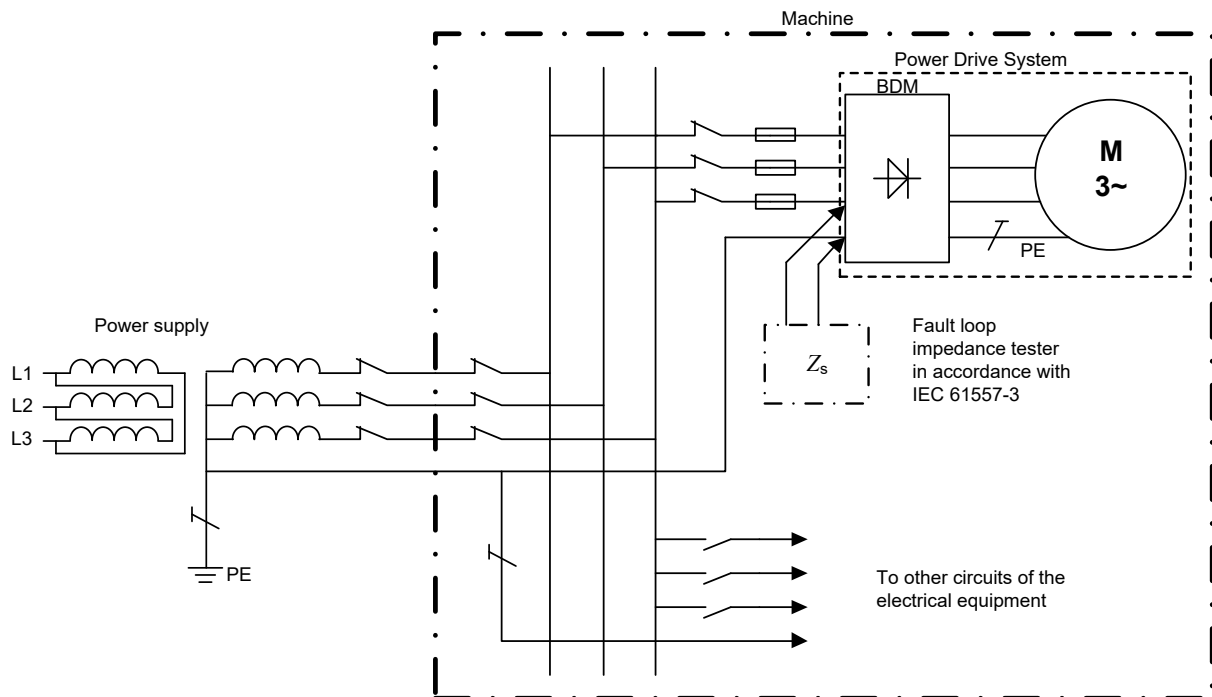 Machine
Power Drive System
BDM
M
3~
PE
Power supply
L1
L2
L3
Zs
Fault loop
impedance tester
in accordance with
IEC 61557-3
PE
To other circuits of the
electrical equipment